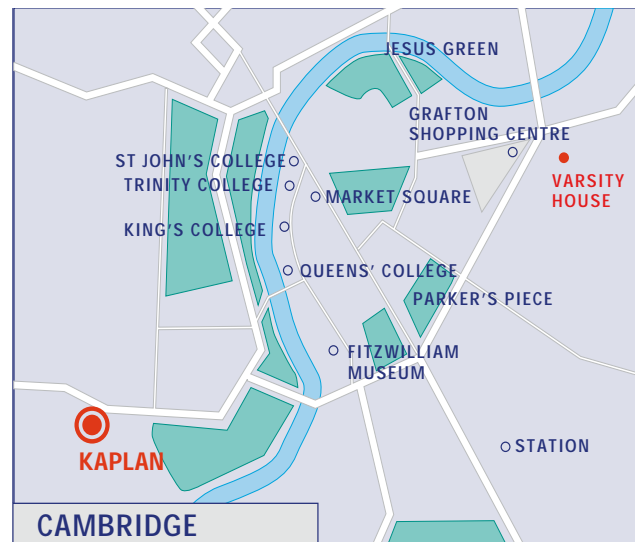 JESUS GREEN
GRAFTON
SHOPPING CENTRE
ST JOHN'S COLLEGE
TRINITY COLLEGE
VARSITY
HOUSE
MARKET SQUARE
KING'S COLLEGE
QUEENS' COLLEGE
PARKER'S PIECE
FITZWILLIAM
MUSEUM
STATION
KAPLAN
CAMBRIDGE